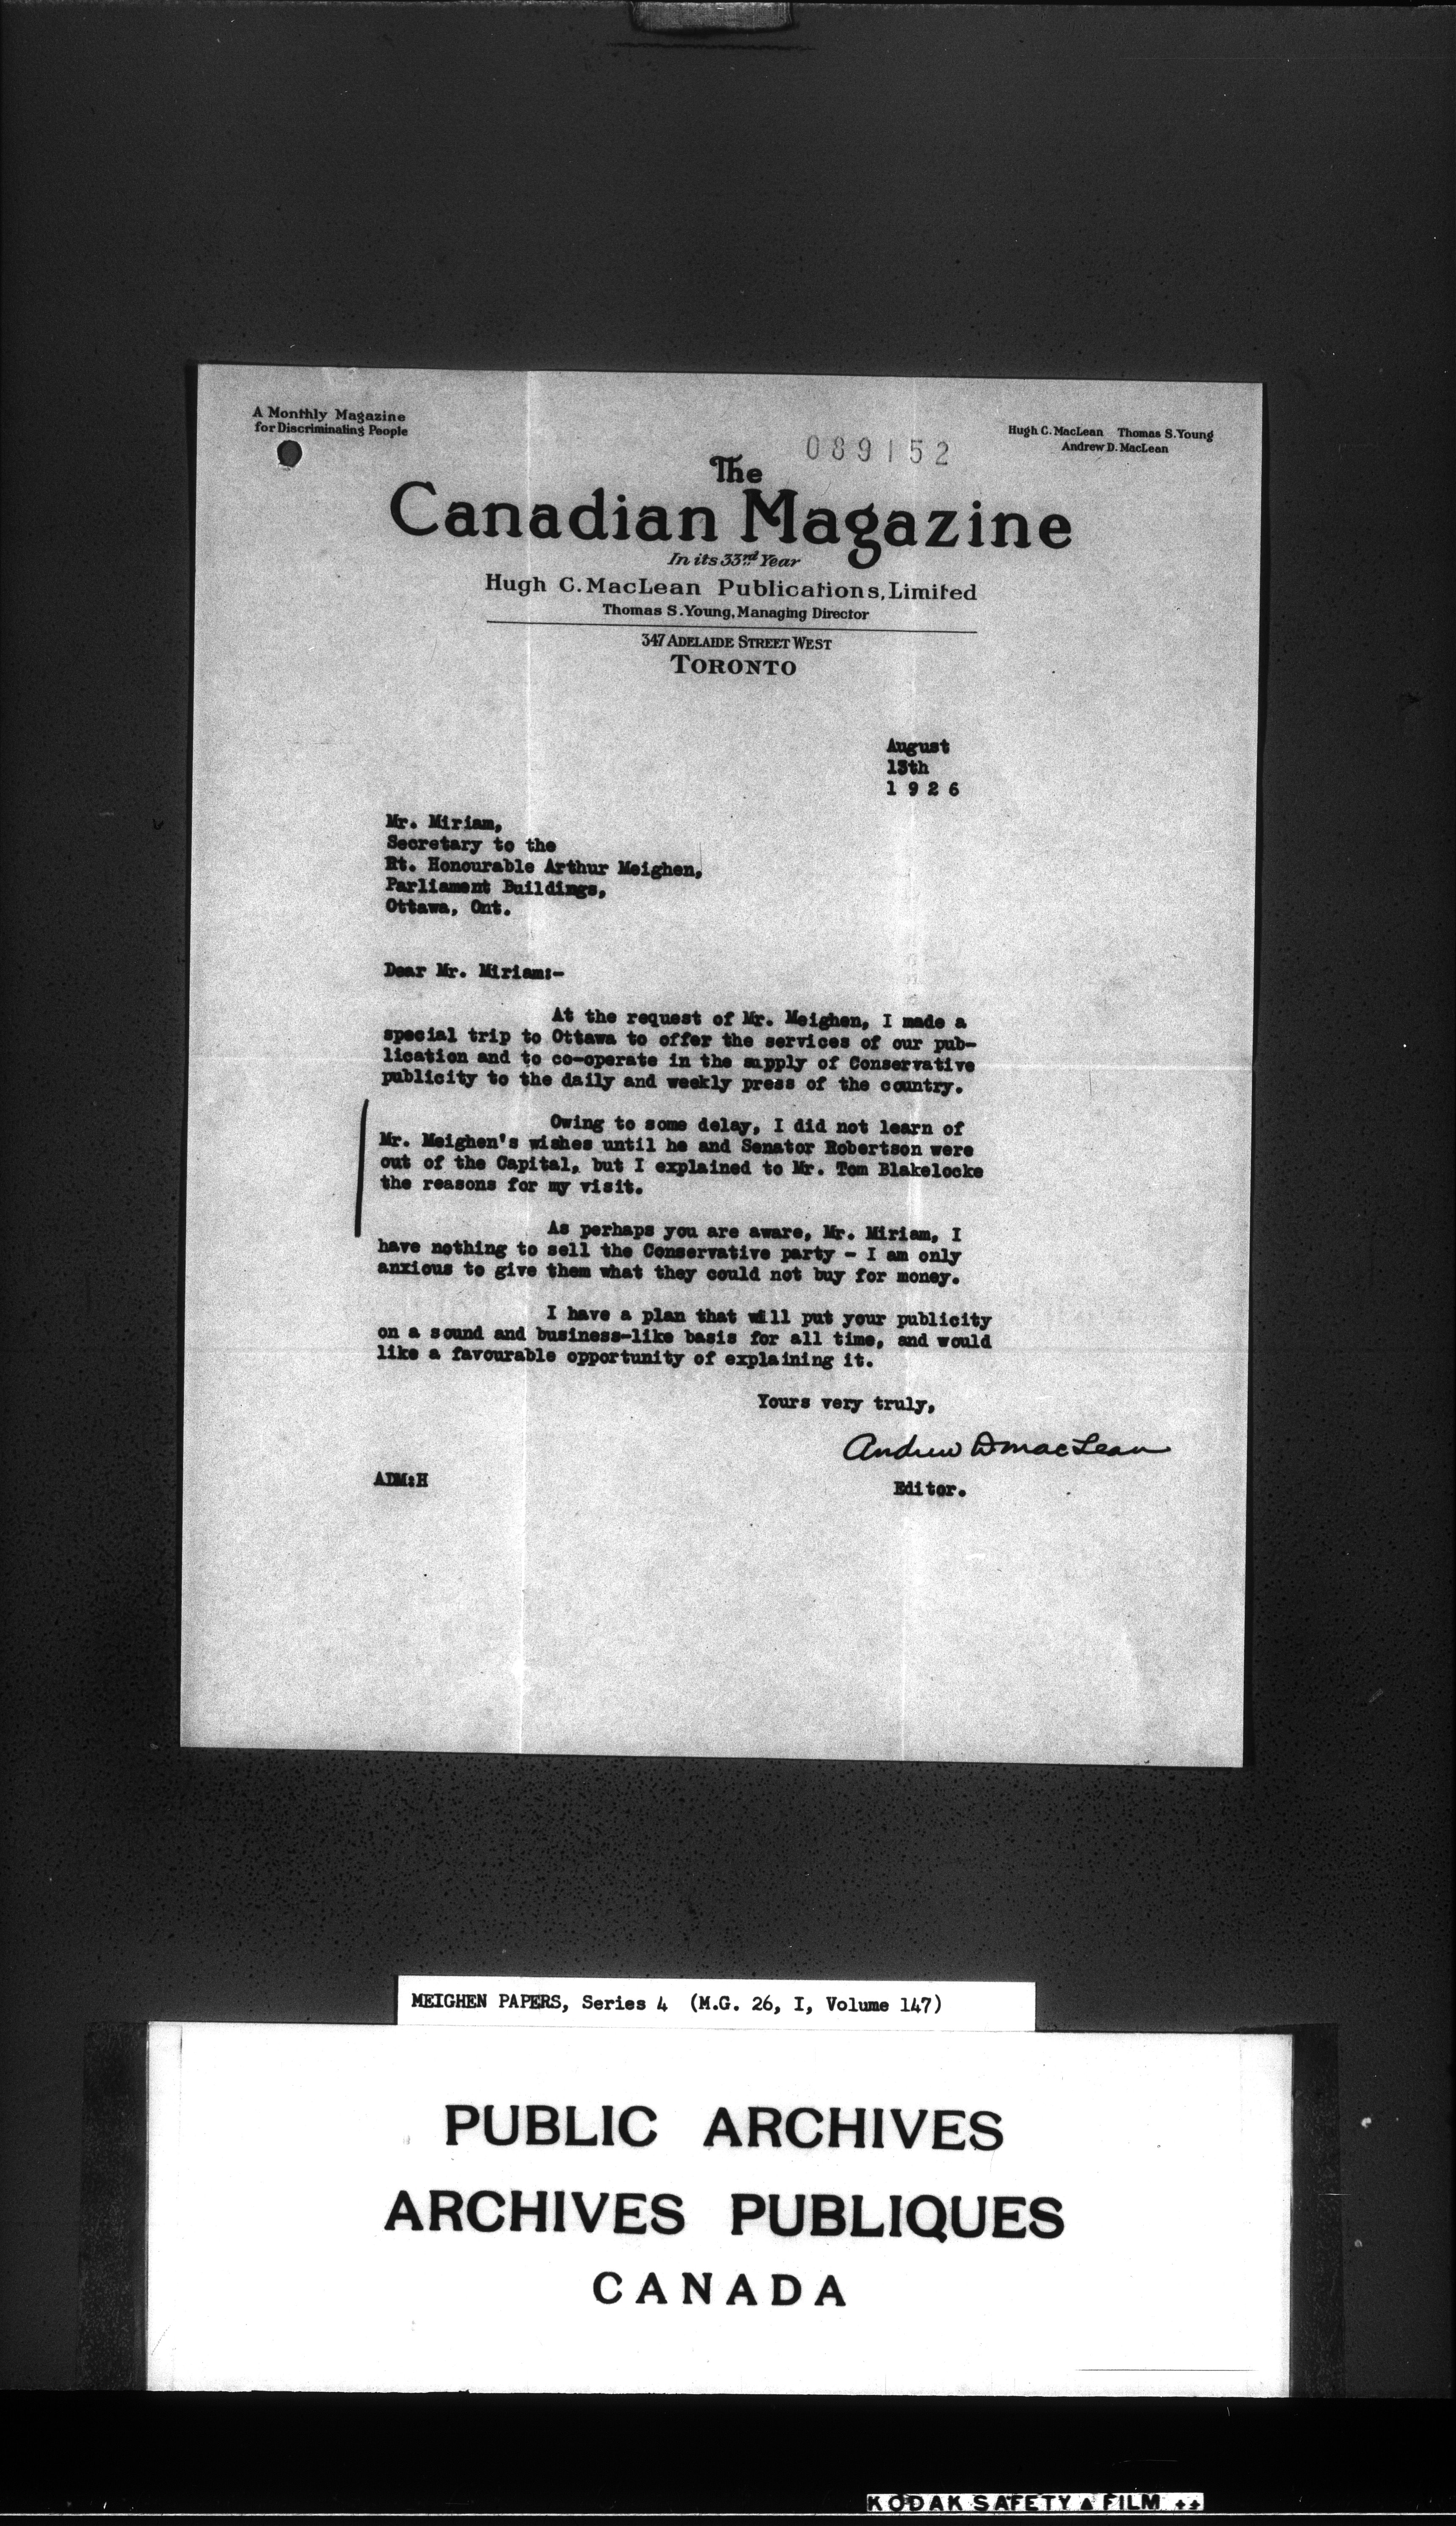 A Monthly Magazine
for Discriminating People
Hugh C. MacLean Thomas S. Young
Andrew D. MacLean
089152
The
Canadian Magazine
In its 33rd Year
Hugh C. MacLean Publications, Limited
Thomas S. Young, Managing Director
347 ADELAIDE STREET WEST
TORONTO
August
13th
1 9 2 6
Mr. Miriam,
Secretary to the
Rt. Honourable Arthur Meighen,
Parliament Buildings,
Ottawa, Ont.
Dear Mr. Miriam:-
At the request of Mr. Meighen, I made a
special trip to Ottawa to offer the services of our pub-
lication and to co-operate in the supply of Conservative
publicity to the daily and weekly press of the country.
Owing to some delay, I did not learn of
Mr. Meighen's wishes until he and Senator Robertson were
out of the Capital, but I explained to Mr. Tom Blakelocke
the reasons for my visit.
As perhaps you are aware, Mr. Miriam, I
have nothing to sell the Conservative party - I am only
anxious to give them what they could not buy for money.
I have a plan that will put your publicity
on a sound and business-like basis for all time, and would
like a favourable opportunity of explaining it.
Yours very truly,
Andrew D MacLean
ADM:H
Editor.
MEIGHEN PAPERS, Series 4 (M.G. 26, I, Volume 147)
PUBLIC ARCHIVES
ARCHIVES PUBLIQUES
CANADA
KODAK SAFETY ▲ FILM ++